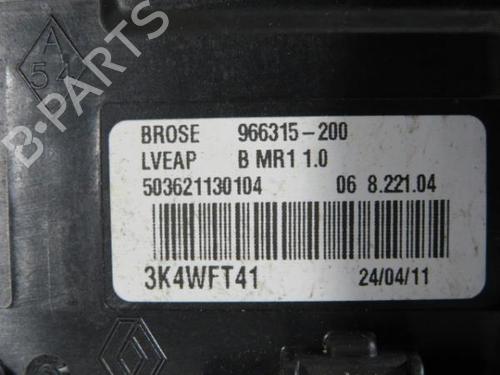 B-PARTS
A
54
BROSE 966315-200
LVEAP B MR1 1.0
503621130104 06 8.221.04
3K4WFT41 24/04/11